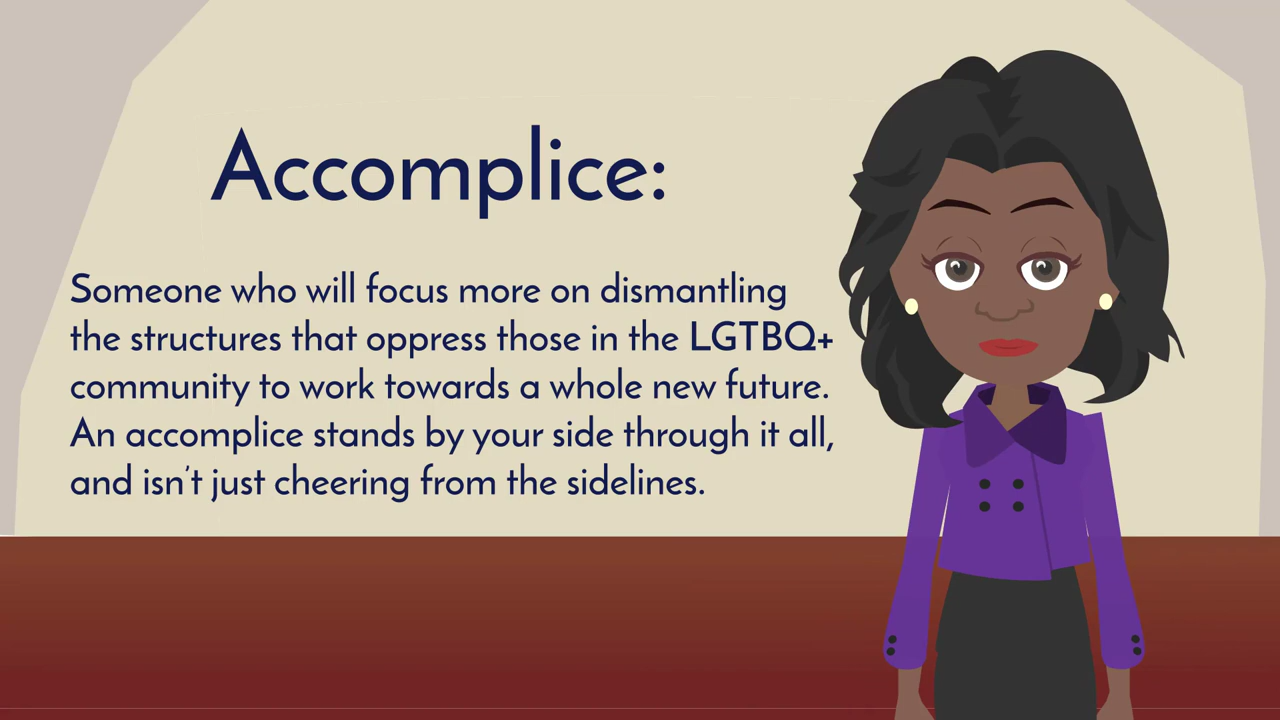 Accomplice:
Someone who will focus more on dismantling
the structures that oppress those in the LGTBQ+
community to work towards a whole new future.
An accomplice stands by your side through it all,
and isn't just cheering from the sidelines.